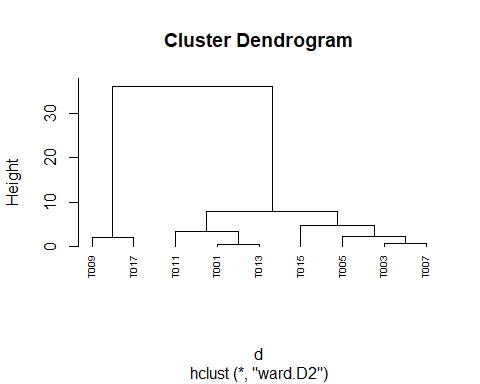 Cluster Dendrogram
Height
0 10 20 30
T009 T017 T011 T001 T013 T015 T005 T003 T007
d
hclust (*, "ward.D2")